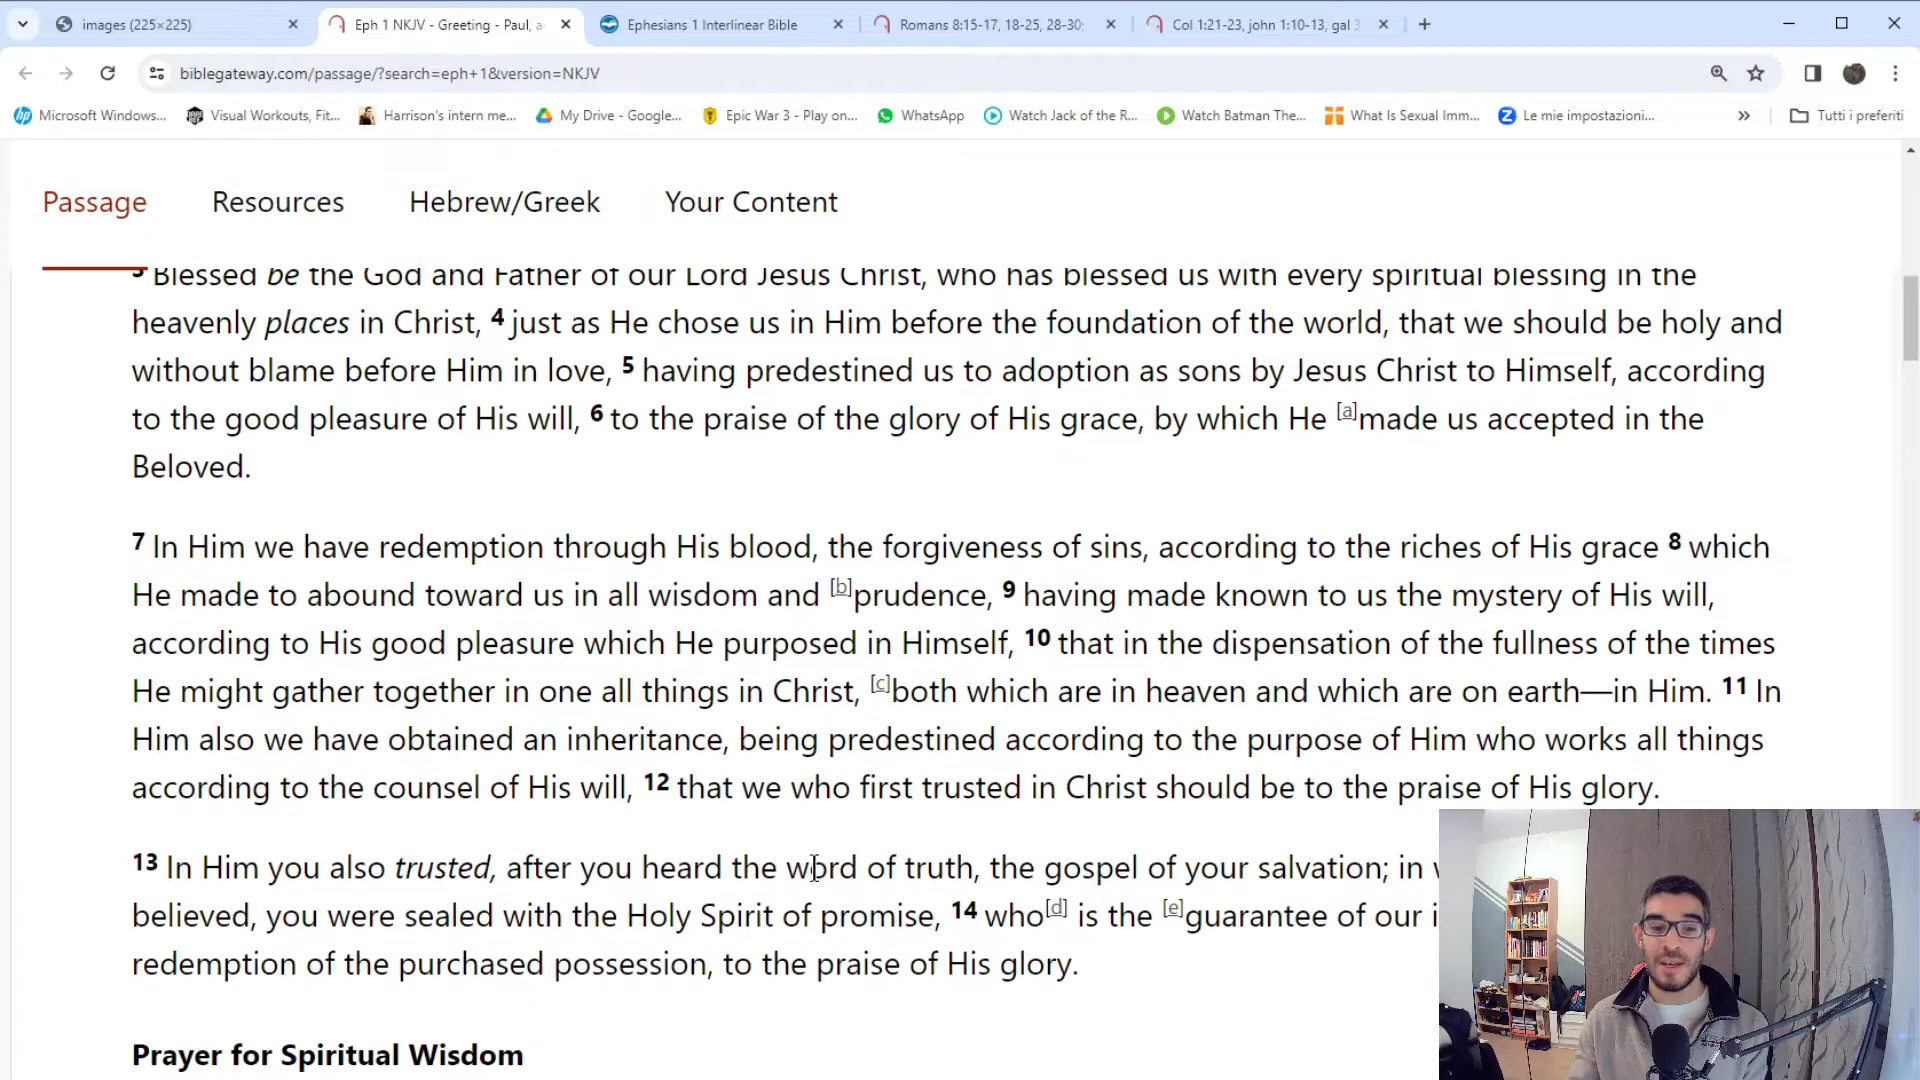 images (225×225)
Eph 1 NKJV - Greeting - Paul, a
Ephesians 1 Interlinear Bible
Romans 8:15-17, 18-25, 28-30;
Col 1:21-23, john 1:10-13, gal 3
biblegateway.com/passage/?search=eph+1&version=NKJV
Microsoft Windows...
Visual Workouts, Fit...
Harrison's intern me...
My Drive - Google...
Epic War 3 - Play on...
WhatsApp
Watch Jack of the R...
Watch Batman The...
What Is Sexual Imm...
Le mie impostazioni...
Tutti i preferiti
Passage
Resources
Hebrew/Greek
Your Content
3 Blessed be the God and Father of our Lord Jesus Christ, who has blessed us with every spiritual blessing in the
heavenly places in Christ, 4 just as He chose us in Him before the foundation of the world, that we should be holy and
without blame before Him in love, 5 having predestined us to adoption as sons by Jesus Christ to Himself, according
to the good pleasure of His will, 6 to the praise of the glory of His grace, by which He [a]made us accepted in the
Beloved.
7 In Him we have redemption through His blood, the forgiveness of sins, according to the riches of His grace 8 which
He made to abound toward us in all wisdom and [b]prudence, 9 having made known to us the mystery of His will,
according to His good pleasure which He purposed in Himself, 10 that in the dispensation of the fullness of the times
He might gather together in one all things in Christ, [c]both which are in heaven and which are on earth—in Him. 11 In
Him also we have obtained an inheritance, being predestined according to the purpose of Him who works all things
according to the counsel of His will, 12 that we who first trusted in Christ should be to the praise of His glory.
13 In Him you also trusted, after you heard the word of truth, the gospel of your salvation; in
believed, you were sealed with the Holy Spirit of promise, 14 who[d] is the [e]guarantee of our
redemption of the purchased possession, to the praise of His glory.
Prayer for Spiritual Wisdom